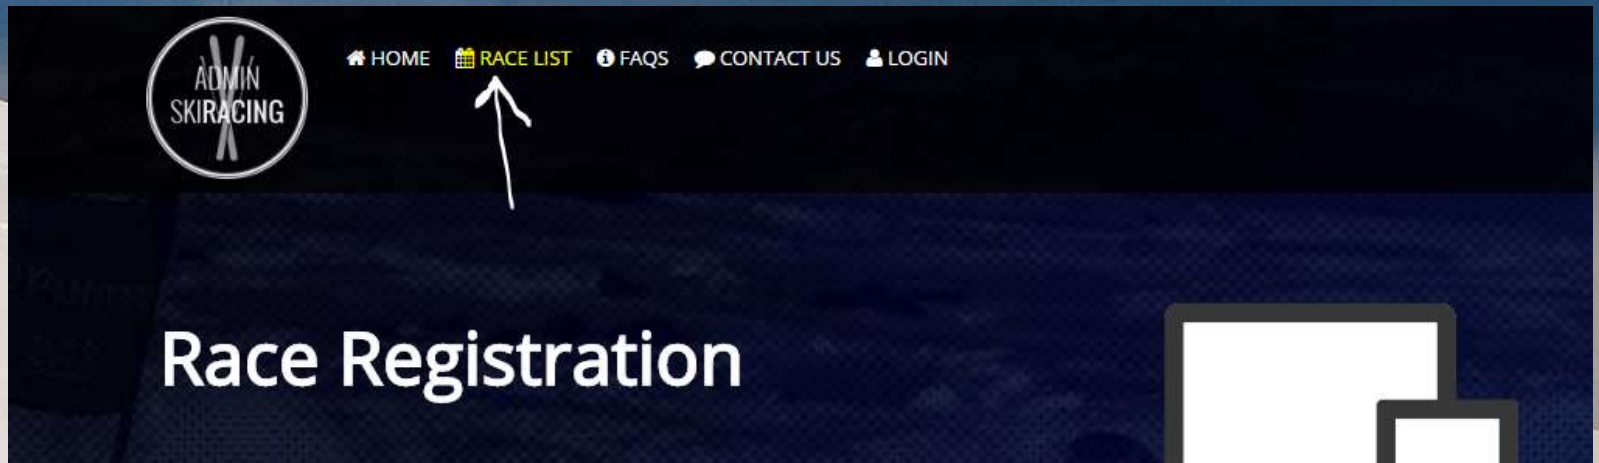 ADMIN
SKIRACING
HOME RACE LIST FAQS CONTACT US LOGIN
Race Registration